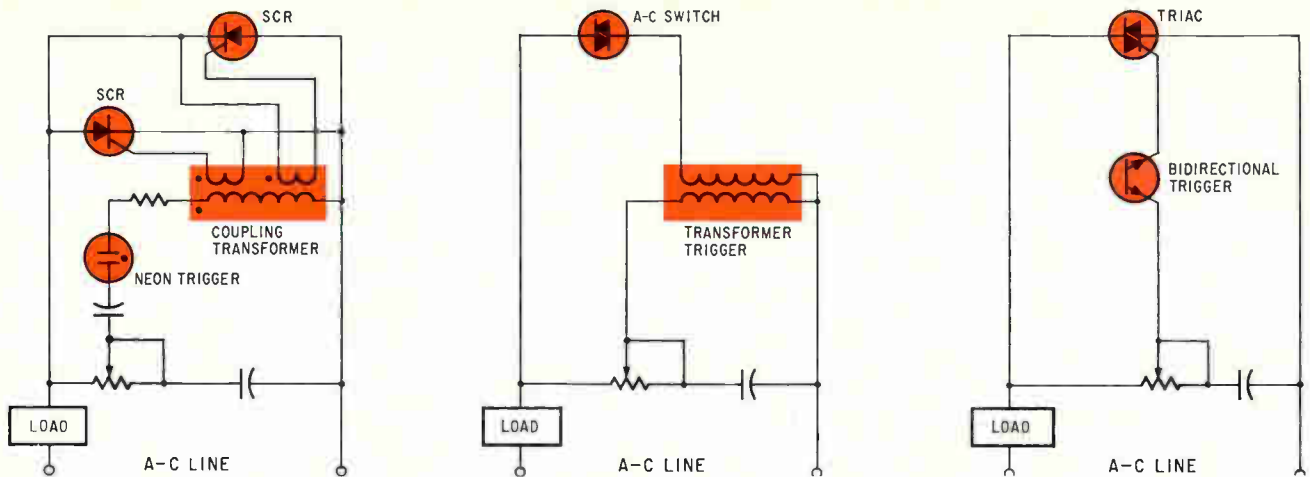 SCR
SCR
COUPLING
TRANSFORMER
NEON TRIGGER
LOAD
A-C LINE
A-C SWITCH
TRANSFORMER
TRIGGER
LOAD
A-C LINE
TRIAC
BIDIRECTIONAL
TRIGGER
LOAD
A-C LINE